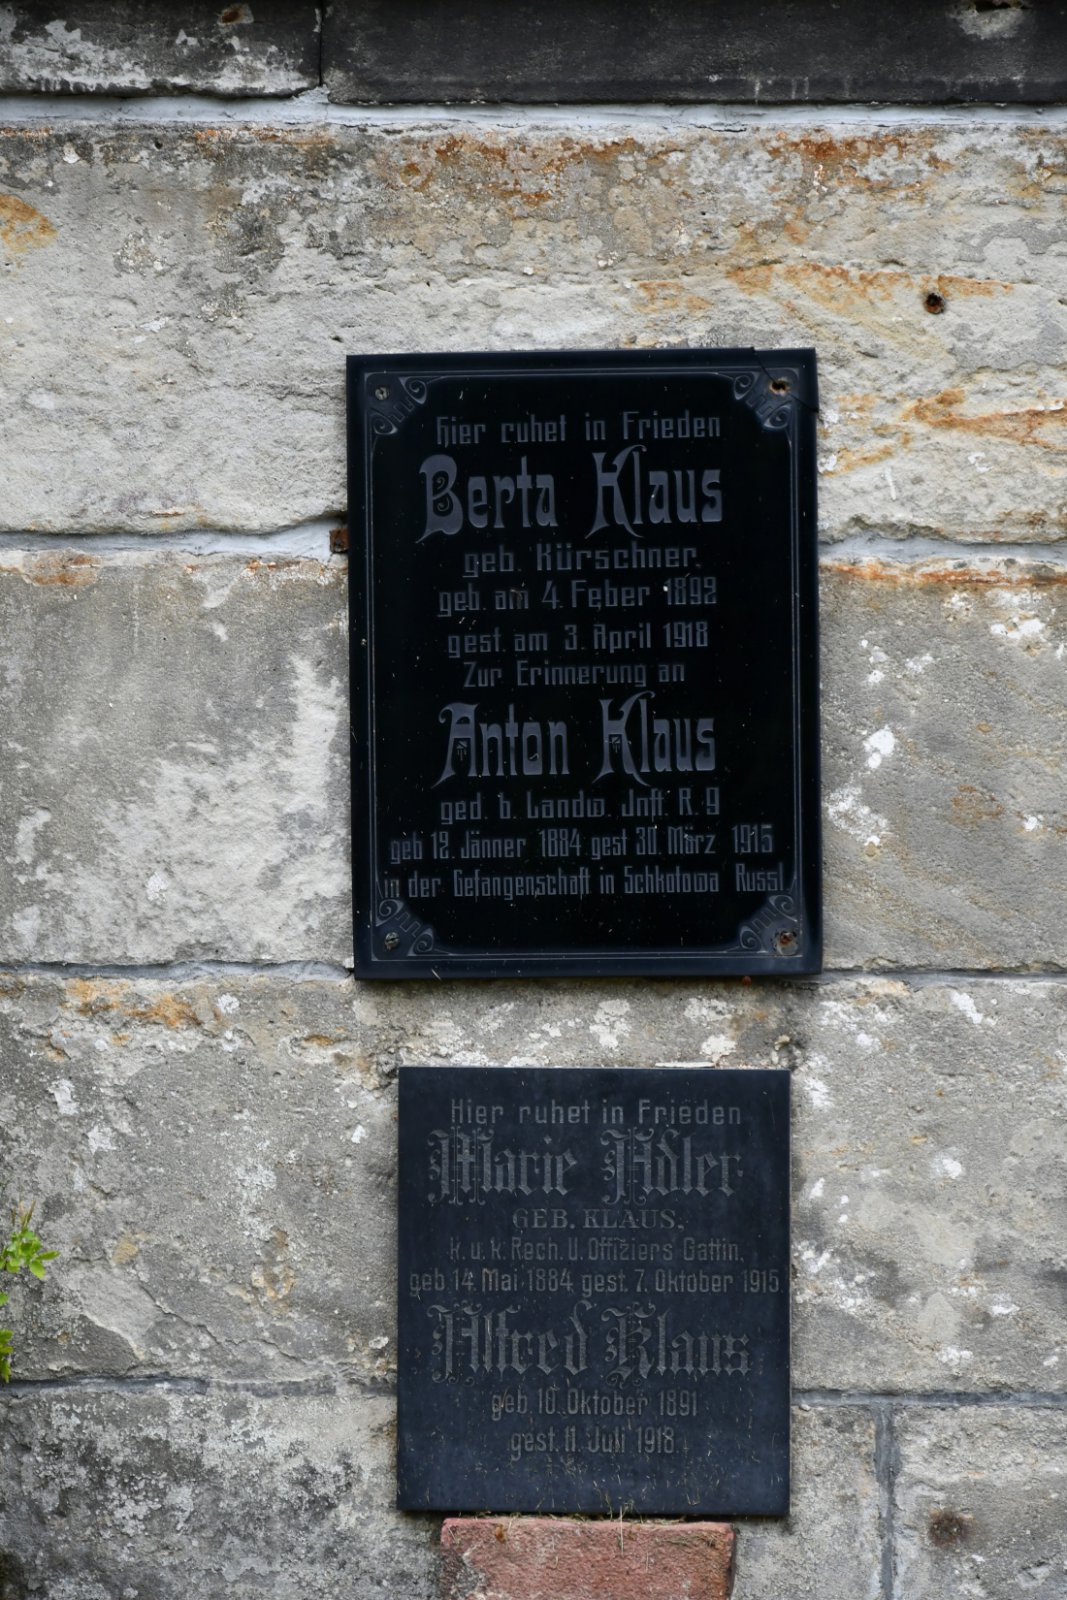 Hier ruhet in Frieden
Berta Klaus
geb. Kürschner.
geb. am 4. Feber 1892
gest. am 3. April 1918
Zur Erinnerung an
Anton Klaus
ged. b. Landw. Jnft. R. 9
geb 12. Jänner 1884 gest 30. März 1915
in der Gefangenschaft in Schkotowa Russl
Hier ruhet in Frieden
Marie Adler
GEB. KLAUS,
k. u. k. Rech. U. Offiziers Gattin,
geb 14. Mai 1884 gest. 7. Oktober 1915.
Alfred Klaus
geb. 10. Oktober 1891
gest. 11. Juli 1918.